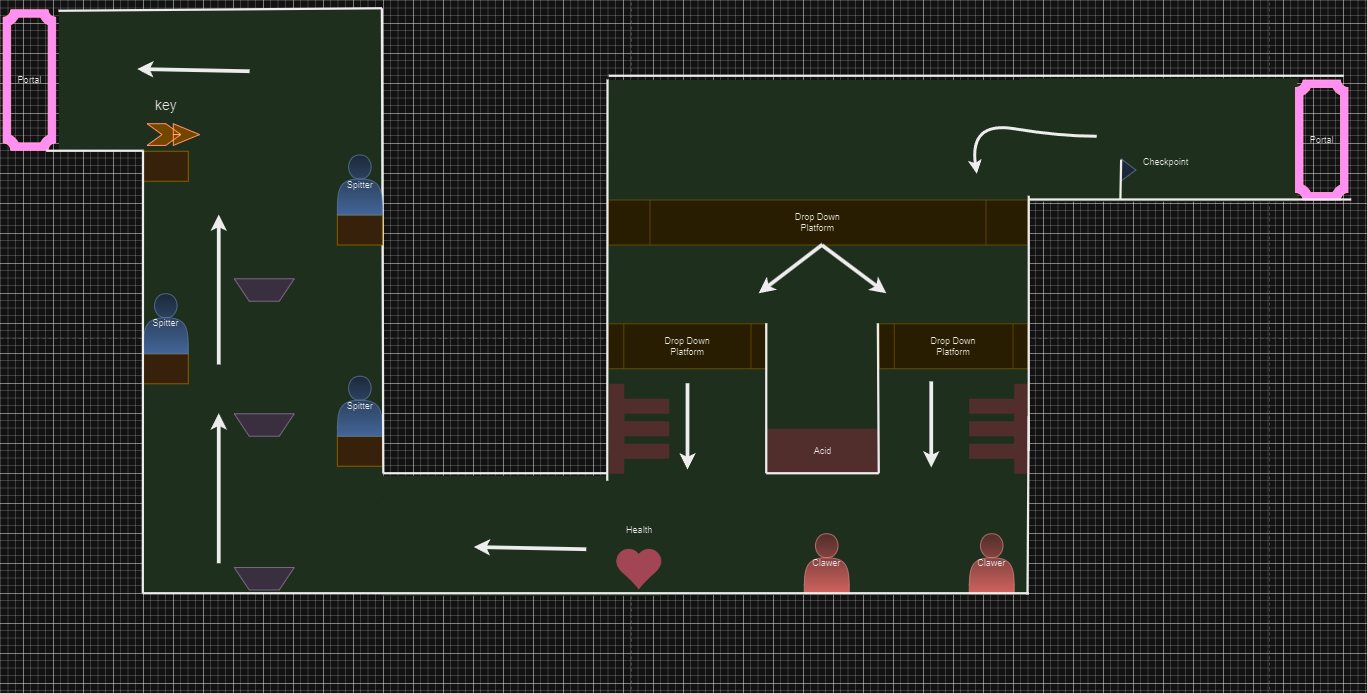 Portal
key
Spitter
Portal
Checkpoint
Drop Down
Platform
Spitter
Drop Down
Platform
Drop Down
Platform
Spitter
Acid
Health
Clawer
Clawer